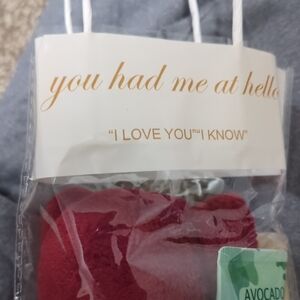 you had me at hello
“I LOVE YOU”“I KNOW”
AVOCADO